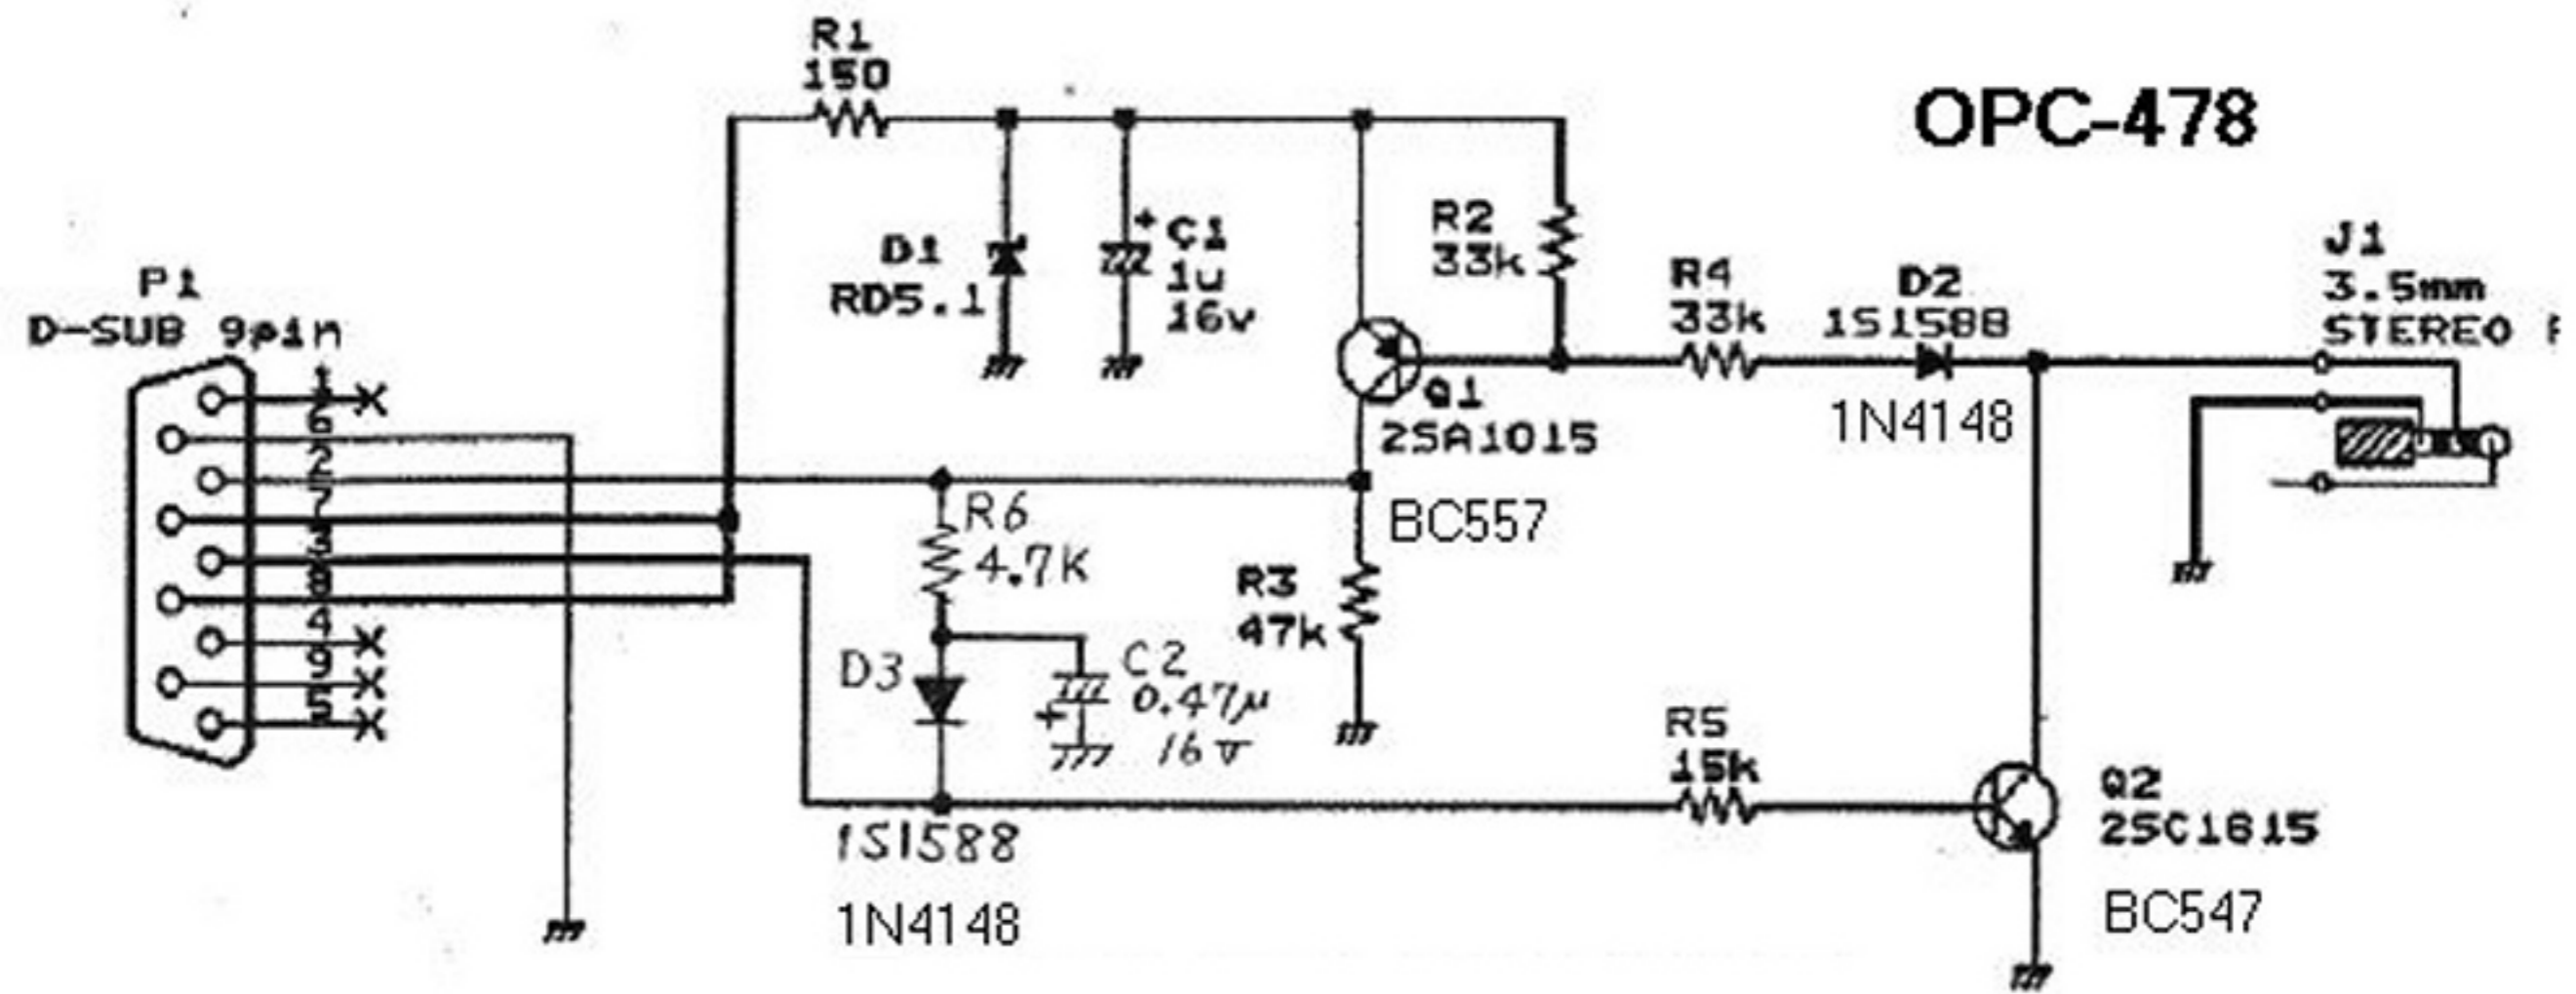 OPC-478
R1
150
D1
RD5.1
+
C1
1u
16v
R2
33k
R4
33k
D2
1S1588
1N4148
J1
3.5mm
STEREO
P1
D-SUB 9pin
1
6
2
7
3
8
4
9
5
Q1
2SA1015
BC557
R6
4.7K
R3
47k
D3
C2
0.47μ
+
16V
1S1588
1N4148
R5
15k
Q2
2SC1815
BC547